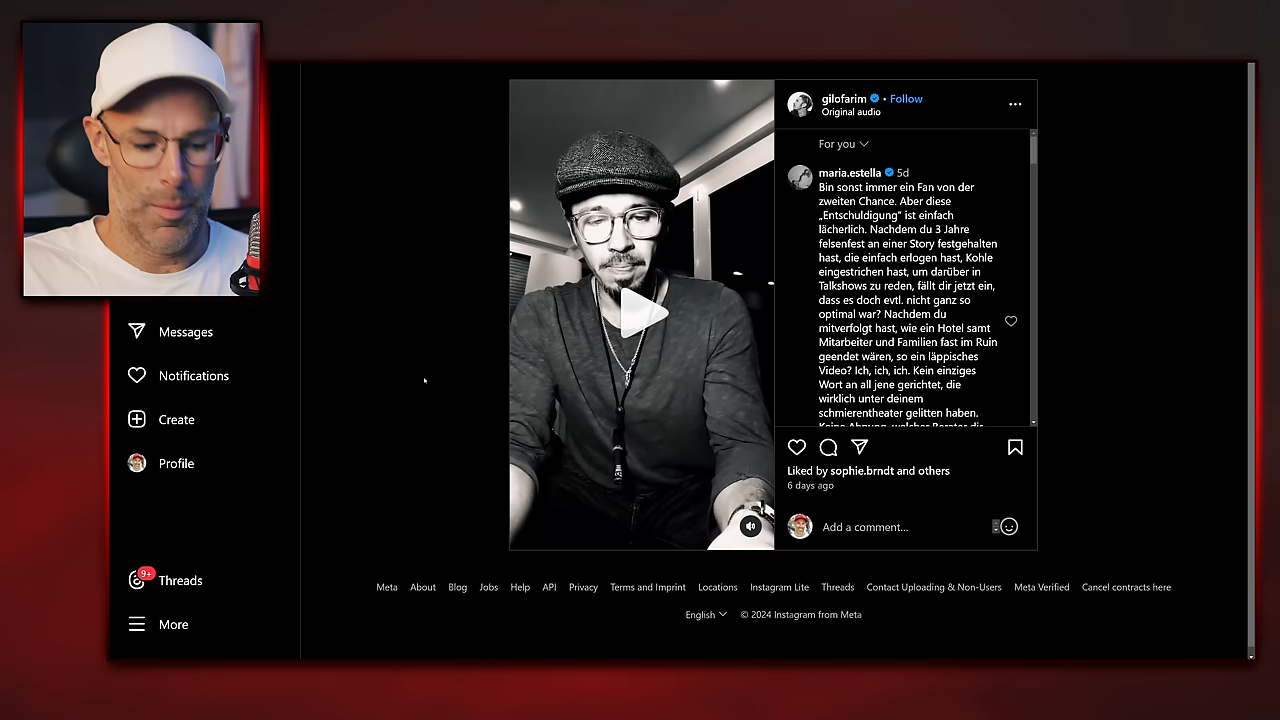 gilofarim • Follow
Original audio
For you
maria.estella 5d
Bin sonst immer ein Fan von der
zweiten Chance. Aber diese
„Entschuldigung“ ist einfach
lächerlich. Nachdem du 3 Jahre
felsenfest an einer Story festgehalten
hast, die einfach erlogen hast, Kohle
eingestrichen hast, um darüber in
Talkshows zu reden, fällt dir jetzt ein,
dass es doch evtl. nicht ganz so
optimal war? Nachdem du
mitverfolgt hast, wie ein Hotel samt
Mitarbeiter und Familien fast im Ruin
geendet wären, so ein läppisches
Video? Ich, ich, ich. Kein einziges
Wort an all jene gerichtet, die
wirklich unter deinem
schmierentheater gelitten haben.
Keine Ahnung, welcher Berater dir
Liked by sophie.brndt and others
6 days ago
Add a comment...
Messages
Notifications
Create
Profile
9+
Threads
More
Meta About Blog Jobs Help API Privacy Terms and Imprint Locations Instagram Lite Threads Contact Uploading & Non-Users Meta Verified Cancel contracts here
English © 2024 Instagram from Meta